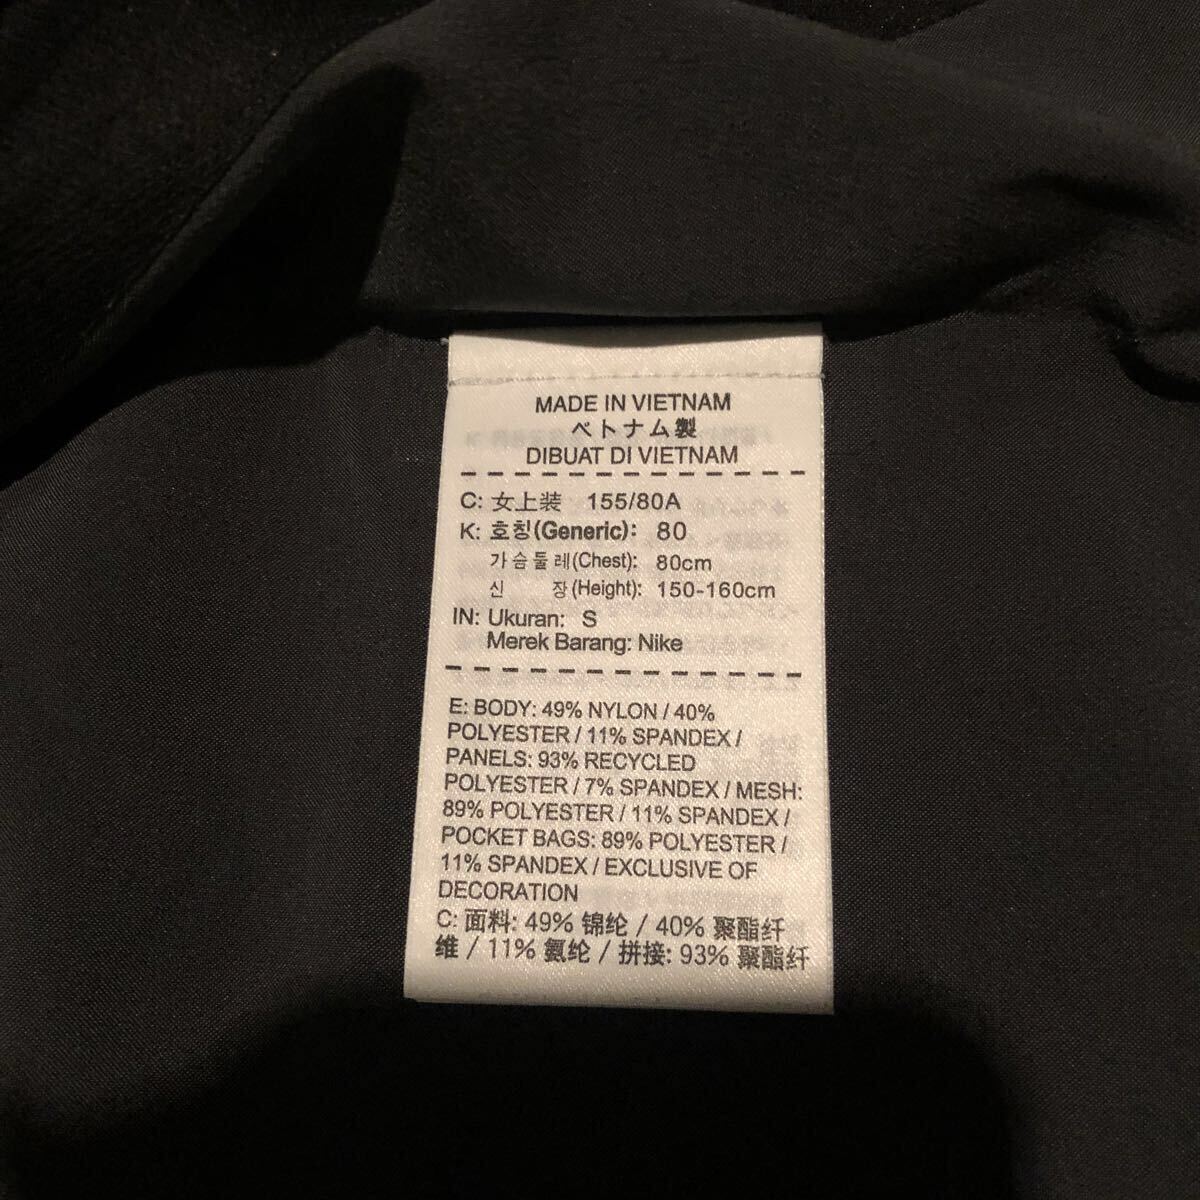 MADE IN VIETNAM
ベトナム製
DIBUAT DI VIETNAM
C: 女上装 155/80A
K: 호칭(Generic): 80
가슴둘레(Chest): 80cm
신 장(Height): 150-160cm
IN: Ukuran: S
Merek Barang: Nike
E: BODY: 49% NYLON / 40%
POLYESTER / 11% SPANDEX /
PANELS: 93% RECYCLED
POLYESTER / 7% SPANDEX / MESH:
89% POLYESTER / 11% SPANDEX /
POCKET BAGS: 89% POLYESTER /
11% SPANDEX / EXCLUSIVE OF
DECORATION
C: 面料: 49% 锦纶 / 40% 聚酯纤
维 / 11% 氨纶 / 拼接: 93% 聚酯纤